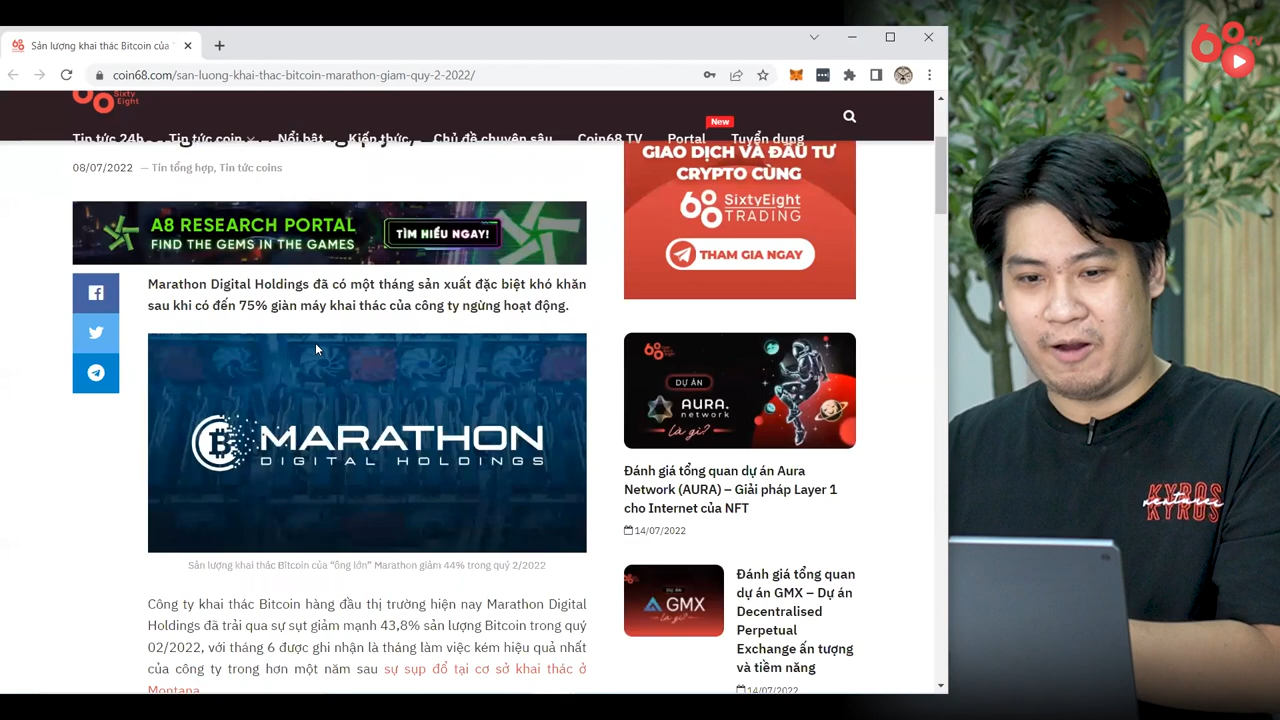 Sản lượng khai thác Bitcoin của "
coin68.com/san-luong-khai-thac-bitcoin-marathon-giam-quy-2-2022/
Sixty
Eight
New
Tin tức 24h
Tin tức coin
Nổi bật
Kiến thức
Chủ đề chuyên sâu
Coin68 TV
Portal
Tuyển dụng
08/07/2022 — Tin tổng hợp, Tin tức coins
A8 RESEARCH PORTAL
FIND THE GEMS IN THE GAMES
TÌM HIỂU NGAY!
Marathon Digital Holdings đã có một tháng sản xuất đặc biệt khó khăn
sau khi có đến 75% giàn máy khai thác của công ty ngừng hoạt động.
MARATHON
DIGITAL HOLDINGS
Sản lượng khai thác Bitcoin của “ông lớn” Marathon giảm 44% trong quý 2/2022
Công ty khai thác Bitcoin hàng đầu thị trường hiện nay Marathon Digital
Holdings đã trải qua sự sụt giảm mạnh 43,8% sản lượng Bitcoin trong quý
02/2022, với tháng 6 được ghi nhận là tháng làm việc kém hiệu quả nhất
của công ty trong hơn một năm sau sự sụp đổ tại cơ sở khai thác ở
Montana
GIAO DỊCH VÀ ĐẦU TƯ
CRYPTO CÙNG
SixtyEight
TRADING
THAM GIA NGAY
DỰ ÁN
AURA.
network
là gì?
Đánh giá tổng quan dự án Aura
Network (AURA) – Giải pháp Layer 1
cho Internet của NFT
14/07/2022
DỰ ÁN
GMX
là gì?
Đánh giá tổng quan
dự án GMX – Dự án
Decentralised
Perpetual
Exchange ấn tượng
và tiềm năng
14/07/2022
TV
KYROS
ventures
KYROS